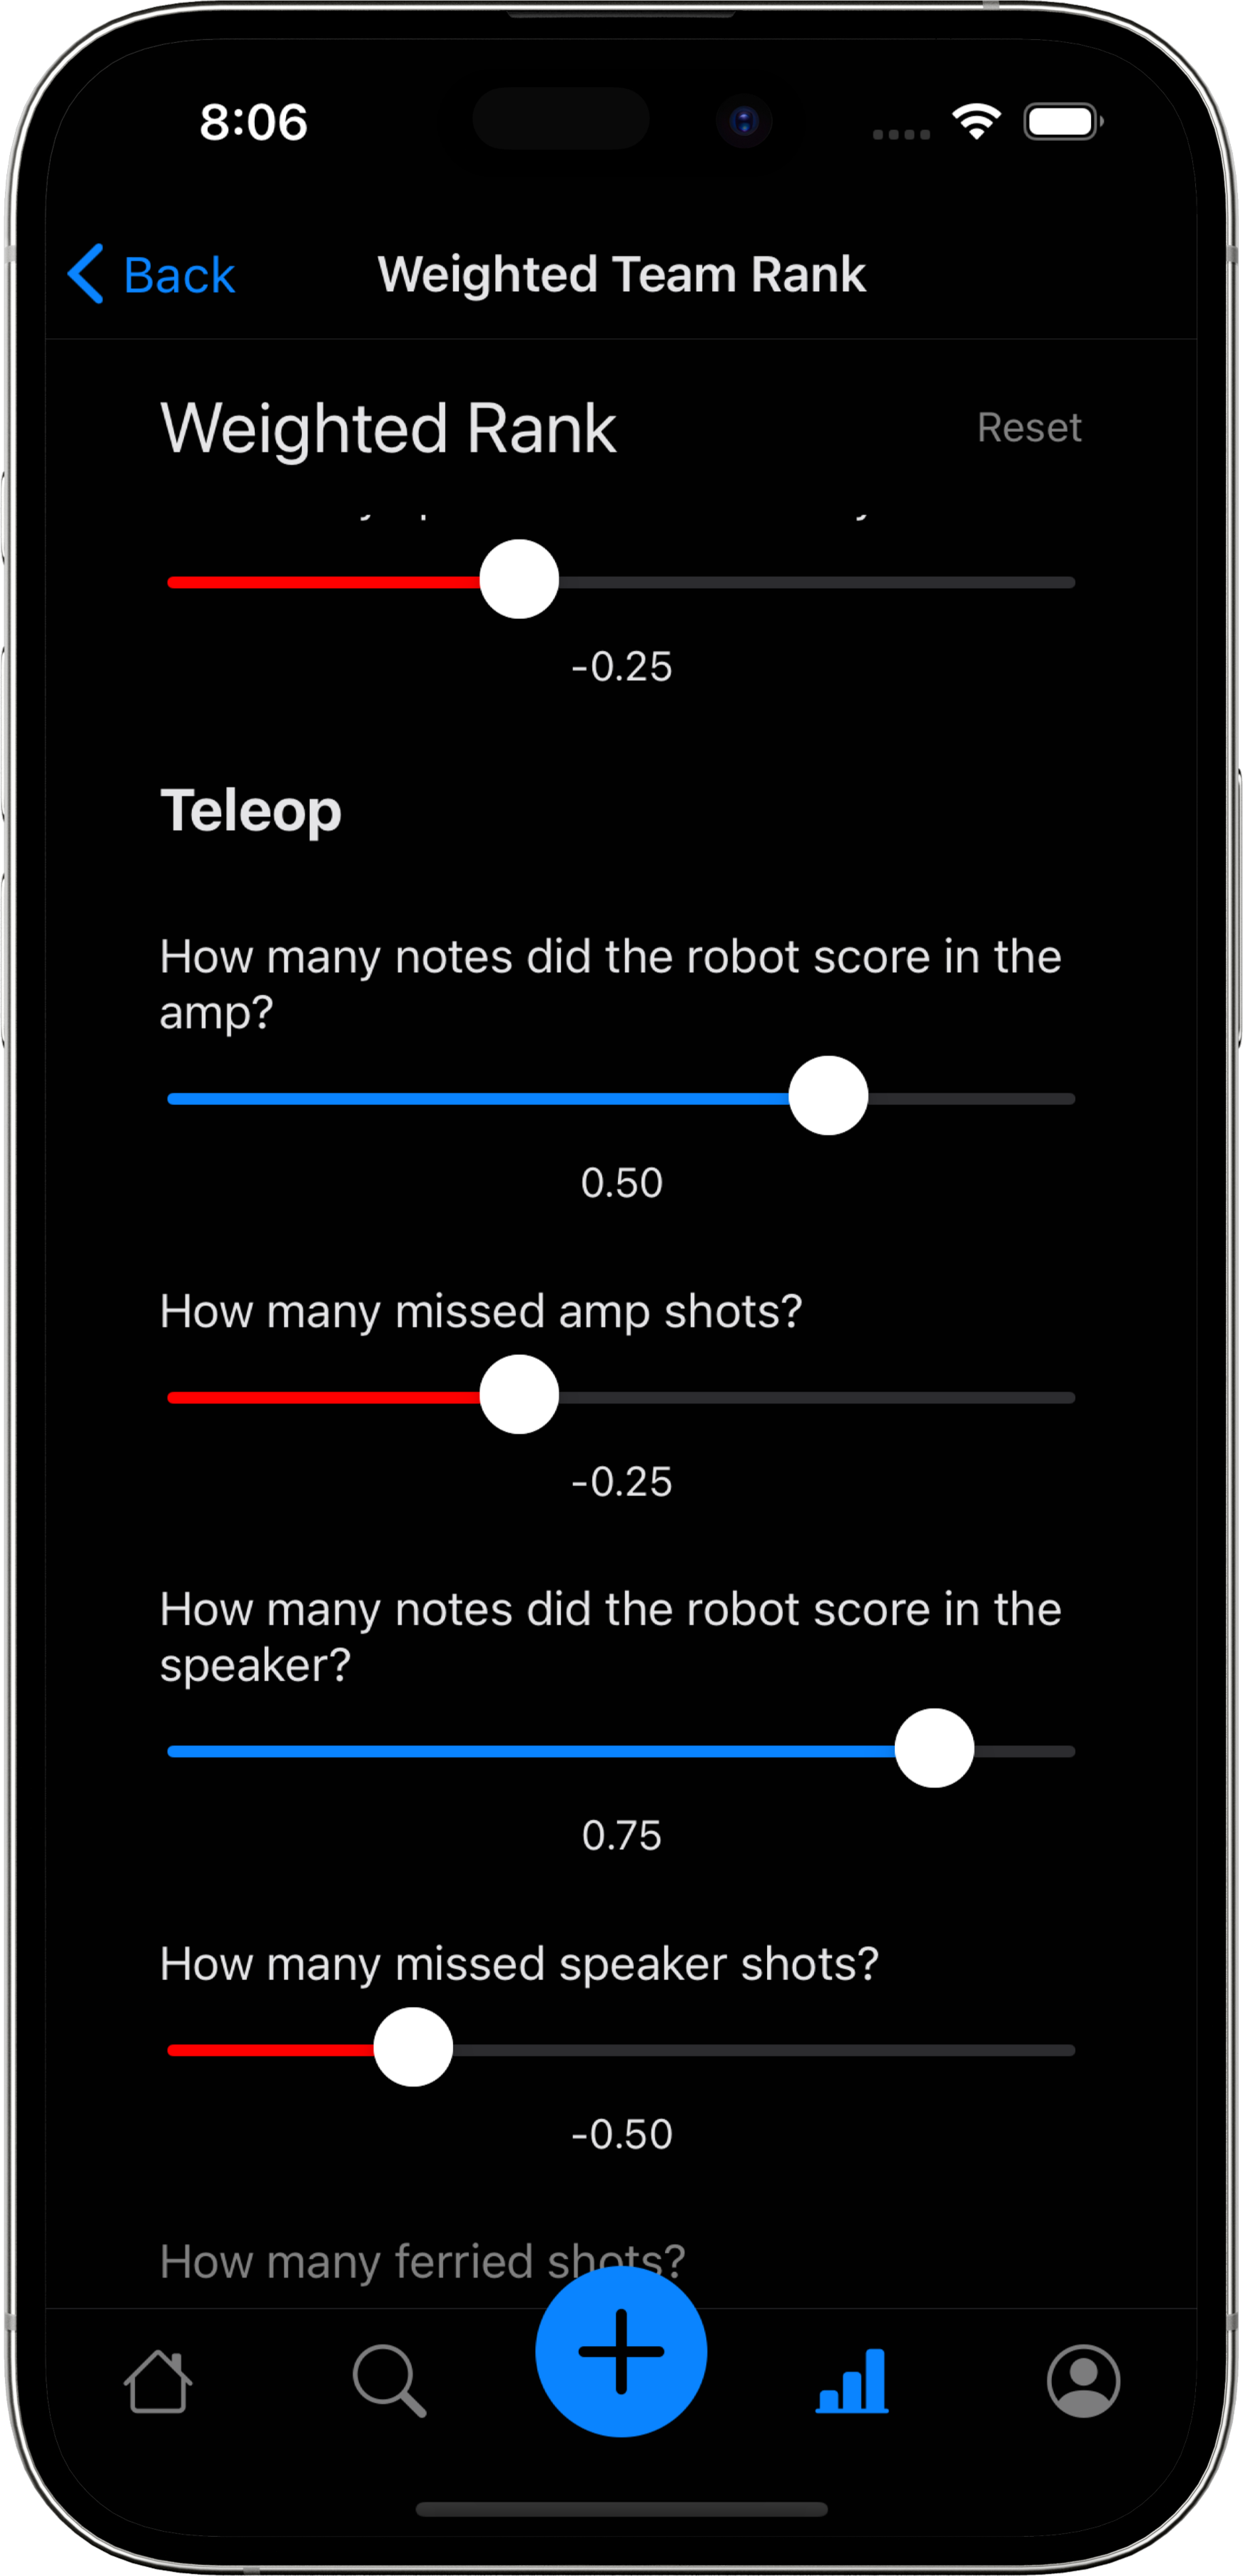 8:06
Back
Weighted Team Rank
Weighted Rank
Reset
-0.25
Teleop
How many notes did the robot score in the
amp?
0.50
How many missed amp shots?
-0.25
How many notes did the robot score in the
speaker?
0.75
How many missed speaker shots?
-0.50
How many ferried shots?